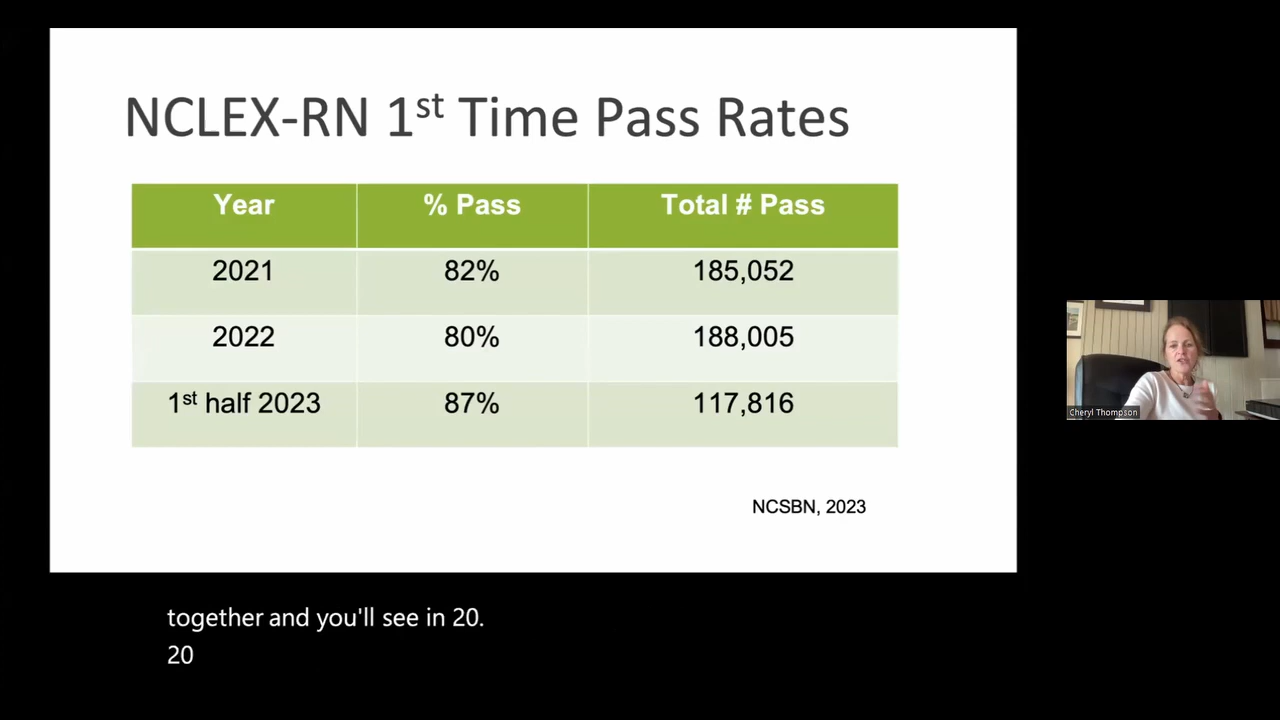 NCLEX-RN 1st Time Pass Rates
Year % Pass Total # Pass
2021 82% 185,052
2022 80% 188,005
1st half 2023 87% 117,816
NCSBN, 2023
Cheryl Thompson
together and you'll see in 20.
20